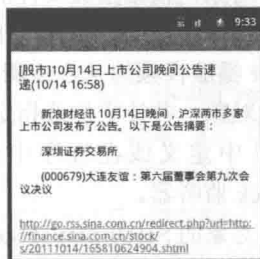 9:33
[股市]10月14日上市公司晚间公告速
递(10/14 16:58)
新浪财经讯 10月14日晚间，沪深两市多家
上市公司发布了公告。以下是公告摘要：
深圳证券交易所
(000679)大连友谊：第六届董事会第九次会
议决议
http://go.rss.sina.com.cn/redirect.php?url=http:
//finance.sina.com.cn/stock/
s/20111014/165810624904.shtml